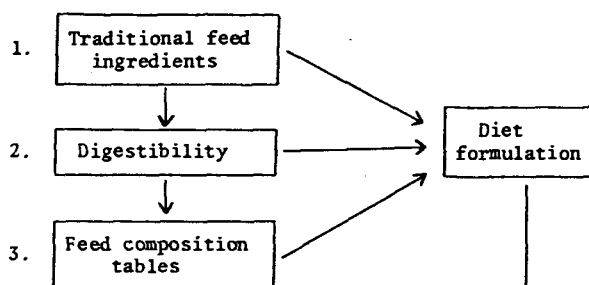 1.
Traditional feed
ingredients
2.
Digestibility
3.
Feed composition
tables
Diet
formulation